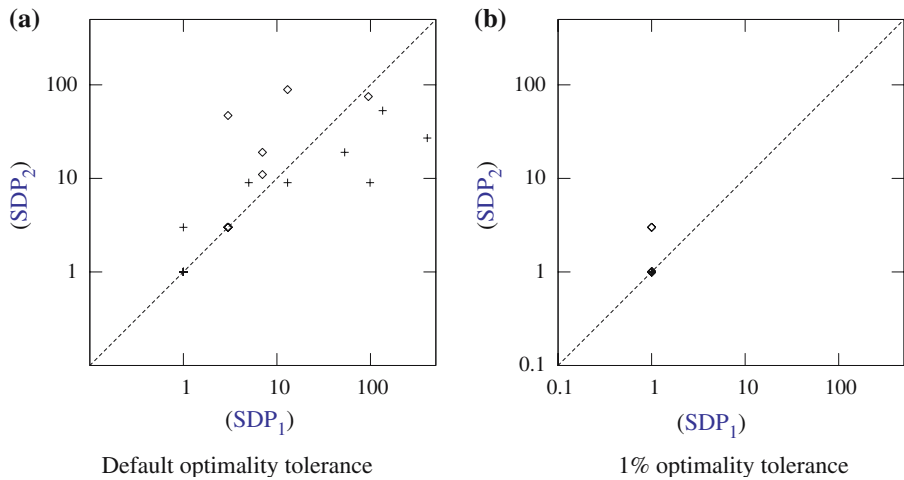 (a)
100
10
1
(SDP2)
1
10
100
(SDP1)
Default optimality tolerance
(b)
100
10
1
0.1
(SDP2)
0.1
1
10
100
(SDP1)
1% optimality tolerance